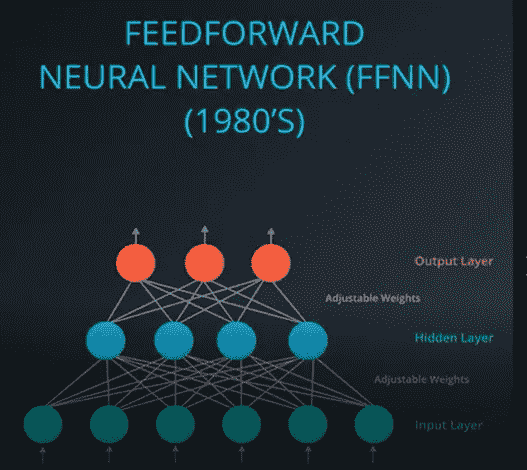 FEEDFORWARD
NEURAL NETWORK (FFNN)
(1980'S)
Output Layer
Adjustable Weights
Hidden Layer
Adjustable Weights
Input Layer